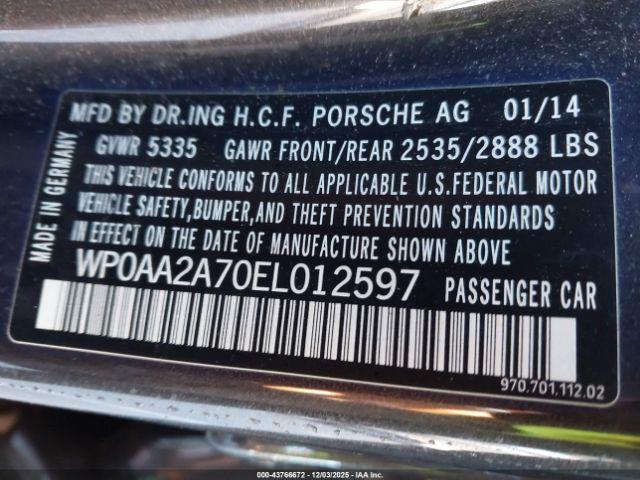 MFD BY DR.ING H.C.F. PORSCHE AG 01/14
GVWR 5335 GAWR FRONT/REAR 2535/2888 LBS
THIS VEHICLE CONFORMS TO ALL APPLICABLE U.S.FEDERAL MOTOR
VEHICLE SAFETY,BUMPER,AND THEFT PREVENTION STANDARDS
IN EFFECT ON THE DATE OF MANUFACTURE SHOWN ABOVE
WP0AA2A70EL012597 PASSENGER CAR
MADE IN GERMANY
970.701.112.02
000-43766672 • 12/03/2025 • IAA Inc.